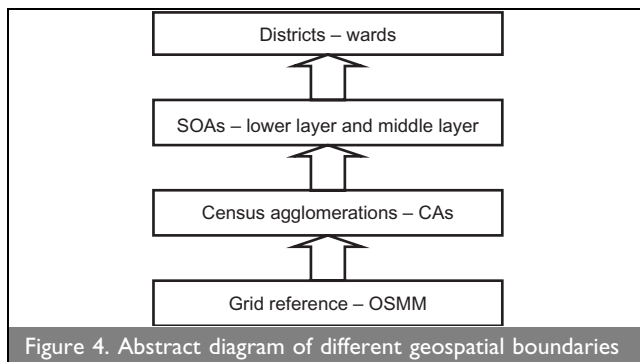 Districts – wards
SOAs – lower layer and middle layer
Census agglomerations – CAs
Grid reference – OSMM
Figure 4. Abstract diagram of different geospatial boundaries